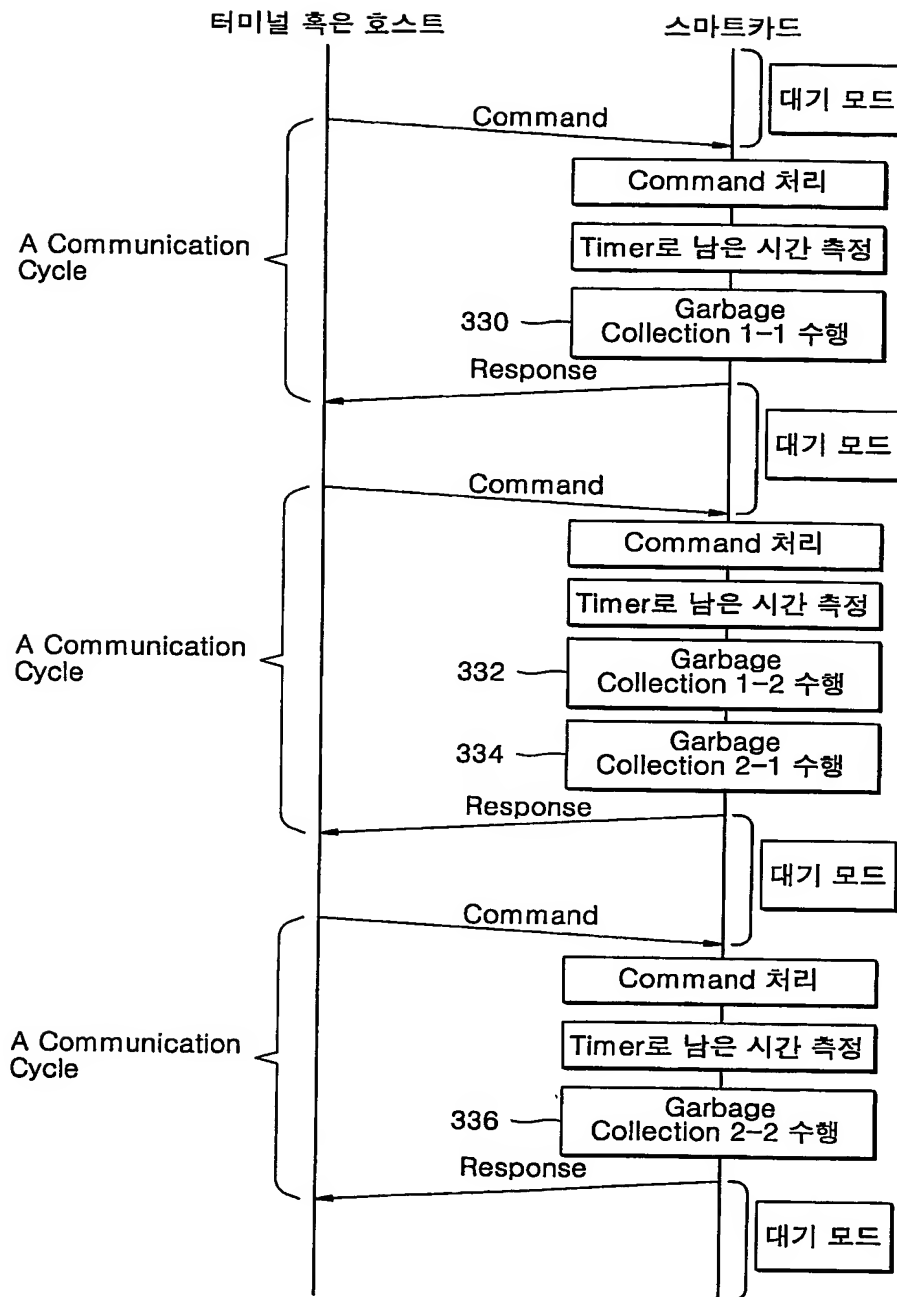 터미널 혹은 호스트
스마트카드
대기 모드
Command
Command 처리
A Communication
Cycle
Timer로 남은 시간 측정
330
Garbage
Collection 1-1 수행
Response
대기 모드
Command
Command 처리
Timer로 남은 시간 측정
A Communication
Cycle
332
Garbage
Collection 1-2 수행
334
Garbage
Collection 2-1 수행
Response
대기 모드
Command
Command 처리
A Communication
Cycle
Timer로 남은 시간 측정
336
Garbage
Collection 2-2 수행
Response
대기 모드